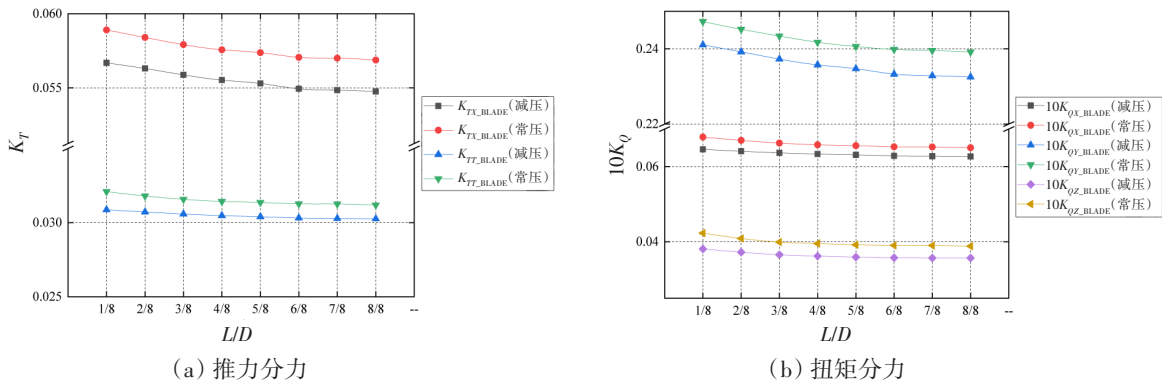 0.060
0.055
0.030
0.025
K_T
1/8 2/8 3/8 4/8 5/8 6/8 7/8 8/8 --
L/D
K_TX_BLADE(减压)
K_TX_BLADE(常压)
K_TT_BLADE(减压)
K_TT_BLADE(常压)
(a) 推力分力
0.24
0.22
0.06
0.04
10K_Q
1/8 2/8 3/8 4/8 5/8 6/8 7/8 8/8 --
L/D
10K_QX_BLADE(减压)
10K_QX_BLADE(常压)
10K_QY_BLADE(减压)
10K_QY_BLADE(常压)
10K_QZ_BLADE(减压)
10K_QZ_BLADE(常压)
(b) 扭矩分力